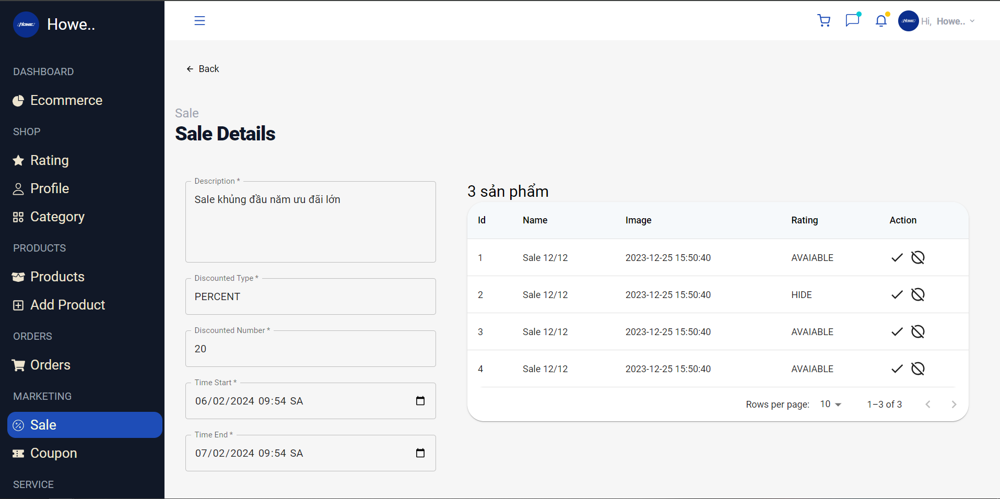 HOWE
Howe..
DASHBOARD
Ecommerce
SHOP
Rating
Profile
Category
PRODUCTS
Products
Add Product
ORDERS
Orders
MARKETING
Sale
Coupon
SERVICE
HOWE Hi, Howe..
Back
Sale
Sale Details
Description *
Sale khủng đầu năm ưu đãi lớn
Discounted Type *
PERCENT
Discounted Number *
20
Time Start *
06/02/2024 09:54 SA
Time End *
07/02/2024 09:54 SA
3 sản phẩm
Id Name Image Rating Action
1 Sale 12/12 2023-12-25 15:50:40 AVAIABLE
2 Sale 12/12 2023-12-25 15:50:40 HIDE
3 Sale 12/12 2023-12-25 15:50:40 AVAIABLE
4 Sale 12/12 2023-12-25 15:50:40 AVAIABLE
Rows per page: 10 1–3 of 3